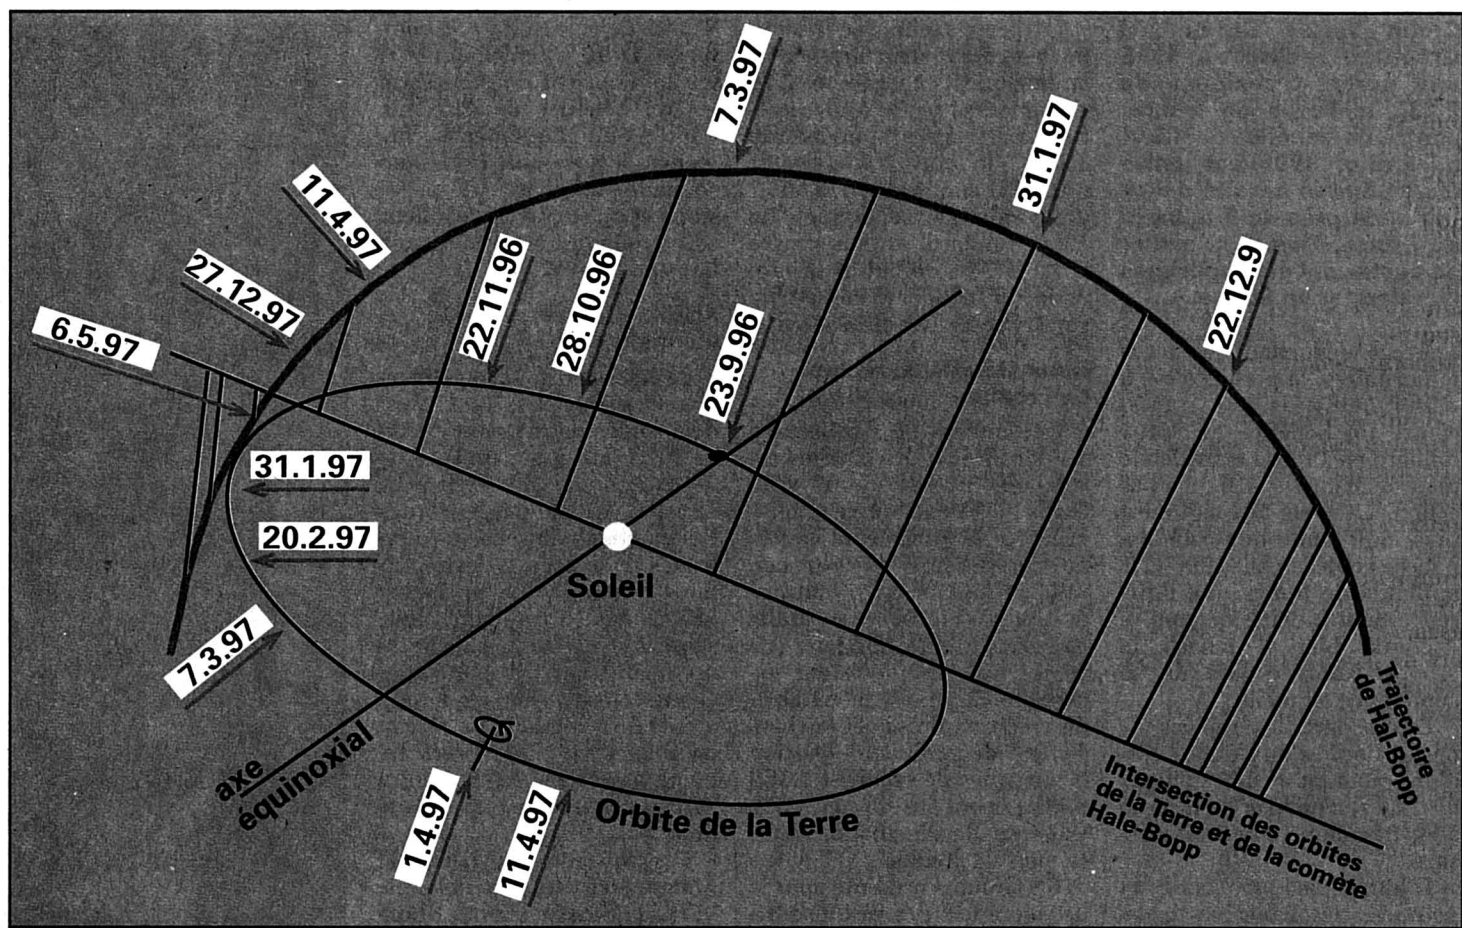 7.3.97
31.1.97
11.4.97
22.12.9
27.12.97
22.11.96
28.10.96
6.5.97
23.9.96
31.1.97
20.2.97
Soleil
7.3.97
axe
équinoxial
1.4.97
11.4.97
Orbite de la Terre
Trajectoire
de Hal-Bopp
Intersection des orbites
de la Terre et de la comète
Hale-Bopp